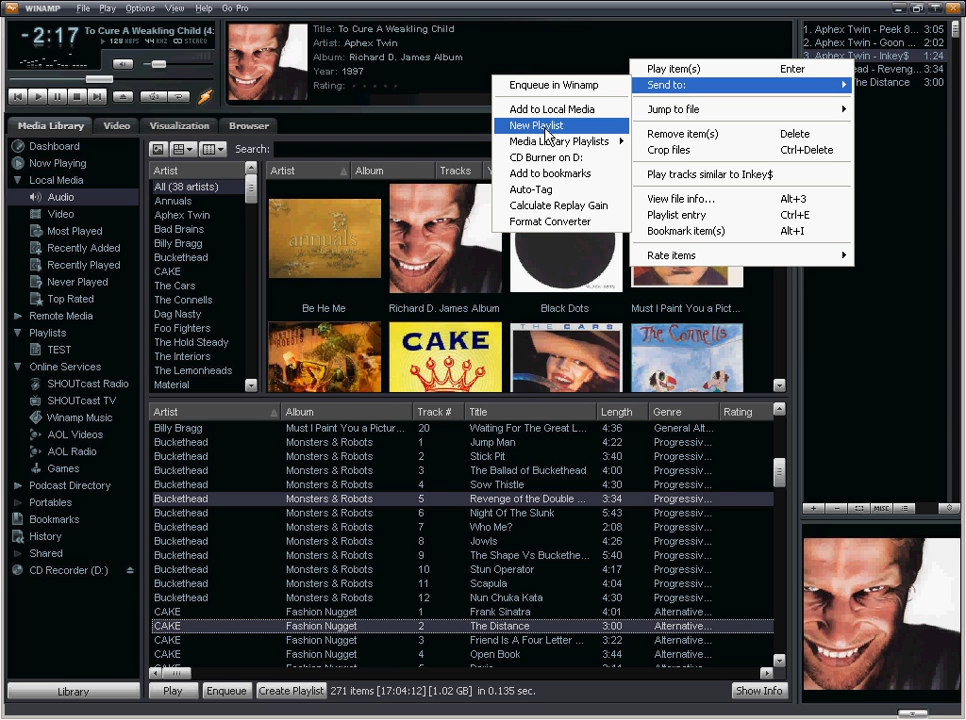 WINAMP File Play Options View Help Go Pro
-2:17
To Cure A Weakling Child (4:
128 KBPS 44 KHZ STEREO
Title: To Cure A Weakling Child
Artist: Aphex Twin
Album: Richard D. James Album
Year: 1997
Rating:
1. Aphex Twin - Peek 8... 3:05
2. Aphex Twin - Goon ... 2:02
3. Aphex Twin - Inkey$ 1:24
ead - Reveng... 3:34
he Distance 3:00
Play item(s) Enter
Send to:
Jump to file
Remove item(s) Delete
Crop files Ctrl+Delete
Play tracks similar to Inkey$
View file info... Alt+3
Playlist entry Ctrl+E
Bookmark item(s) Alt+I
Rate items
Enqueue in Winamp
Add to Local Media
New Playlist
Media Library Playlists
CD Burner on D:
Add to bookmarks
Auto-Tag
Calculate Replay Gain
Format Converter
Media Library Video Visualization Browser
Search:
Dashboard
Now Playing
Local Media
Audio
Video
Most Played
Recently Added
Recently Played
Never Played
Top Rated
Remote Media
Playlists
TEST
Online Services
SHOUTcast Radio
SHOUTcast TV
Winamp Music
AOL Videos
AOL Radio
Games
Podcast Directory
Portables
Bookmarks
History
Shared
CD Recorder (D:)
Library
Artist
All (38 artists)
Annuals
Aphex Twin
Bad Brains
Billy Bragg
Buckethead
CAKE
The Cars
The Connells
Dag Nasty
Foo Fighters
The Hold Steady
The Interiors
The Lemonheads
Material
Artist Album Tracks Y
annuals
Be He Me
Richard D. James Album
Black Dots
Must I Paint You a Pict...
CAKE
THE CARS
The Connells
Artist Album Track # Title Length Genre Rating
Billy Bragg Must I Paint You a Pictur... 20 Waiting For The Great L... 4:36 General Alt...
Buckethead Monsters & Robots 1 Jump Man 4:22 Progressiv...
Buckethead Monsters & Robots 2 Stick Pit 3:40 Progressiv...
Buckethead Monsters & Robots 3 The Ballad of Buckethead 4:00 Progressiv...
Buckethead Monsters & Robots 4 Sow Thistle 4:30 Progressiv...
Buckethead Monsters & Robots 5 Revenge of the Double ... 3:34 Progressiv...
Buckethead Monsters & Robots 6 Night Of The Slunk 5:43 Progressiv...
Buckethead Monsters & Robots 7 Who Me? 2:08 Progressiv...
Buckethead Monsters & Robots 8 Jowls 4:26 Progressiv...
Buckethead Monsters & Robots 9 The Shape Vs Buckethe... 5:40 Progressiv...
Buckethead Monsters & Robots 10 Stun Operator 4:17 Progressiv...
Buckethead Monsters & Robots 11 Scapula 4:04 Progressiv...
Buckethead Monsters & Robots 12 Nun Chuka Kata 4:30 Progressiv...
CAKE Fashion Nugget 1 Frank Sinatra 4:01 Alternative...
CAKE Fashion Nugget 2 The Distance 3:00 Alternative...
CAKE Fashion Nugget 3 Friend Is A Four Letter ... 3:22 Alternative...
CAKE Fashion Nugget 4 Open Book 3:44 Alternative...
Play Enqueue Create Playlist 271 items [17:04:12] [1.02 GB] in 0.135 sec. Show Info
MISC